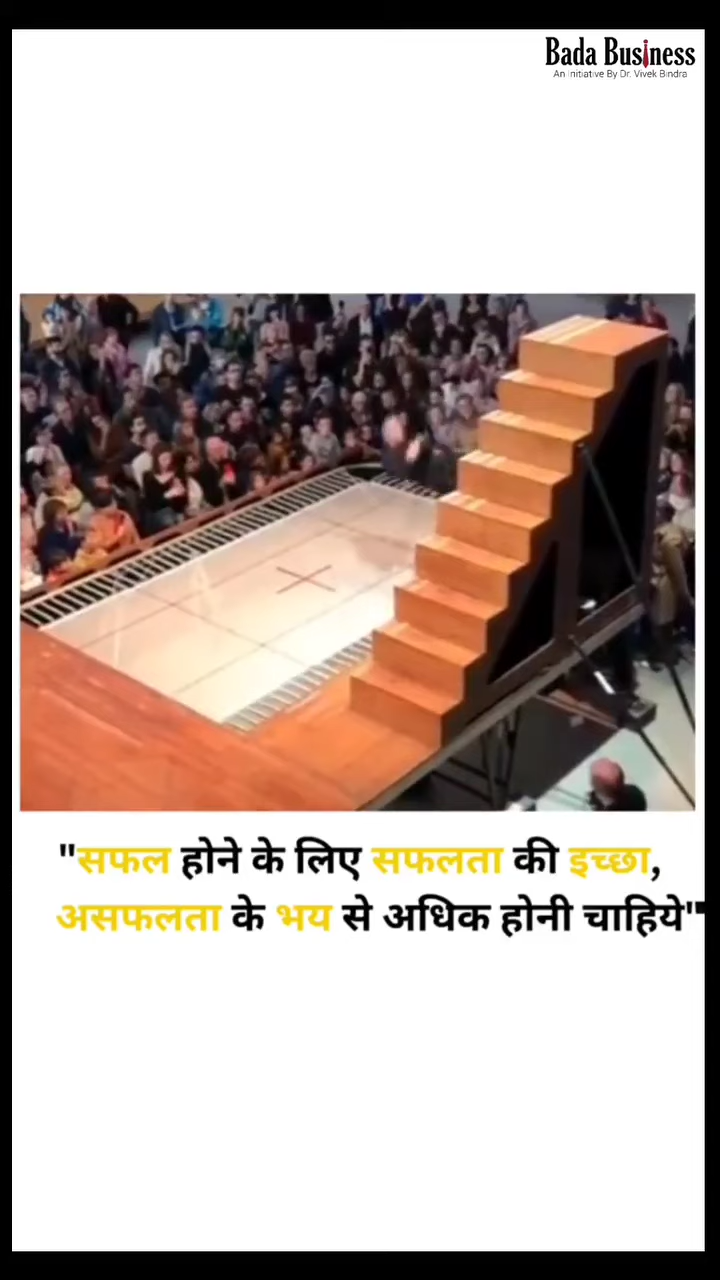 Bada Business
An Initiative By Dr. Vivek Bindra
"सफल होने के लिए सफलता की इच्छा,
असफलता के भय से अधिक होनी चाहिये"